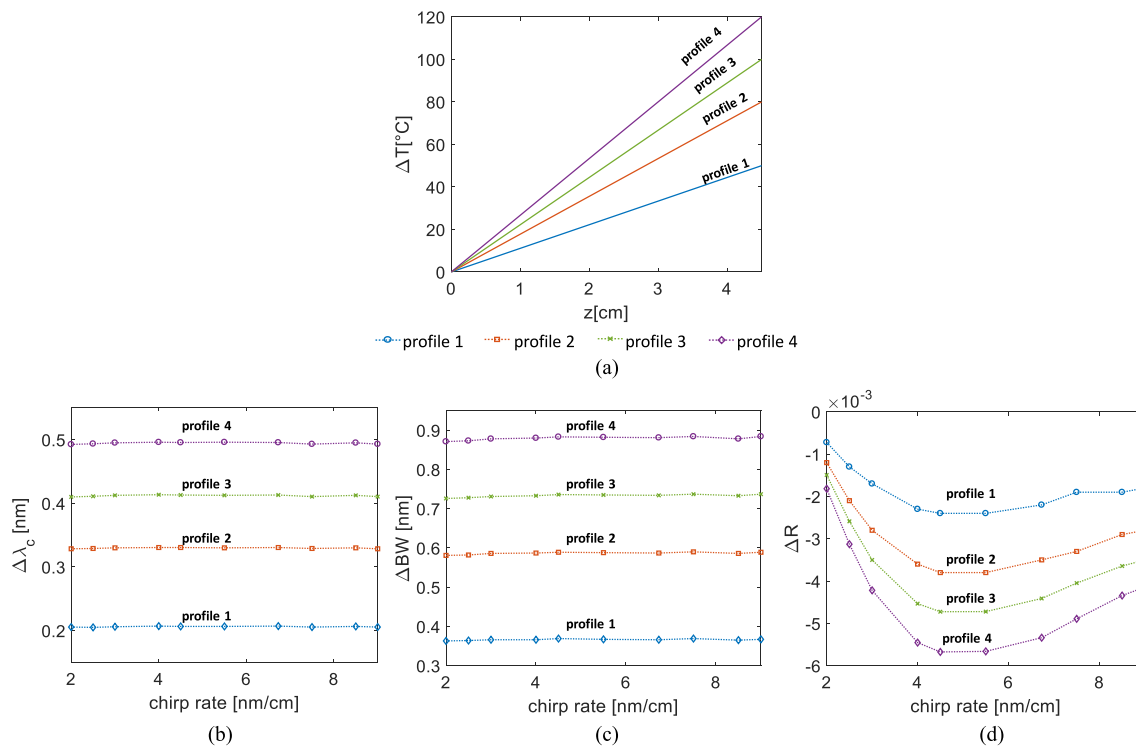 120
100
80
60
40
20
0
ΔT[°C]
profile 4
profile 3
profile 2
profile 1
0 1 2 3 4
z[cm]
profile 1 profile 2 profile 3 profile 4
(a)
0.5
0.4
0.3
0.2
Δλc [nm]
profile 4
profile 3
profile 2
profile 1
2 4 6 8
chirp rate [nm/cm]
(b)
0.9
0.8
0.7
0.6
0.5
0.4
0.3
ΔBW [nm]
profile 4
profile 3
profile 2
profile 1
2 4 6 8
chirp rate [nm/cm]
(c)
×10-3
0
-1
-2
-3
-4
-5
-6
ΔR
profile 1
profile 2
profile 3
profile 4
2 4 6 8
chirp rate [nm/cm]
(d)